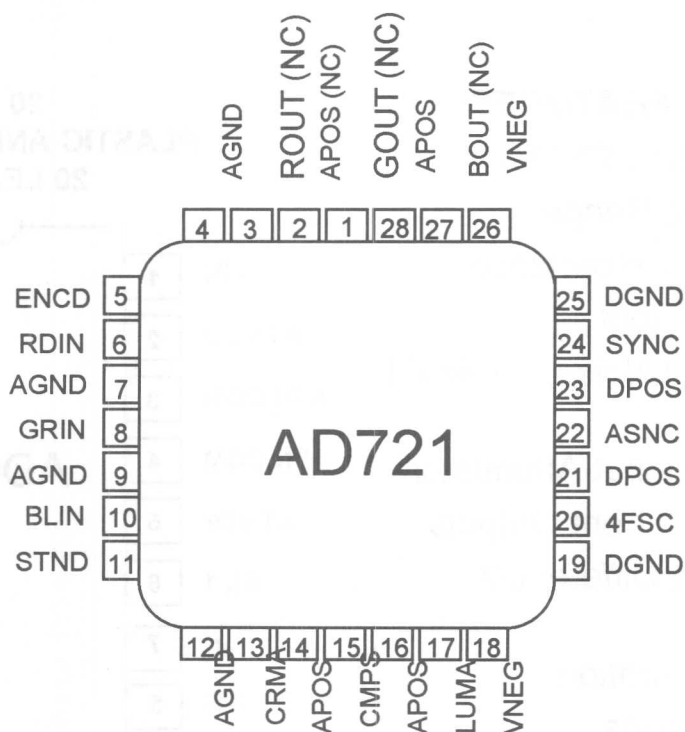 AGND
ROUT (NC)
APOS (NC)
GOUT (NC)
APOS
BOUT (NC)
VNEG
4 3 2 1 28 27 26
ENCD 5
RDIN 6
AGND 7
GRIN 8
AGND 9
BLIN 10
STND 11
25 DGND
24 SYNC
23 DPOS
22 ASNC
21 DPOS
20 4FSC
19 DGND
AD721
12 13 14 15 16 17 18
AGND
CRMA
APOS
CMPS
APOS
LUMA
VNEG